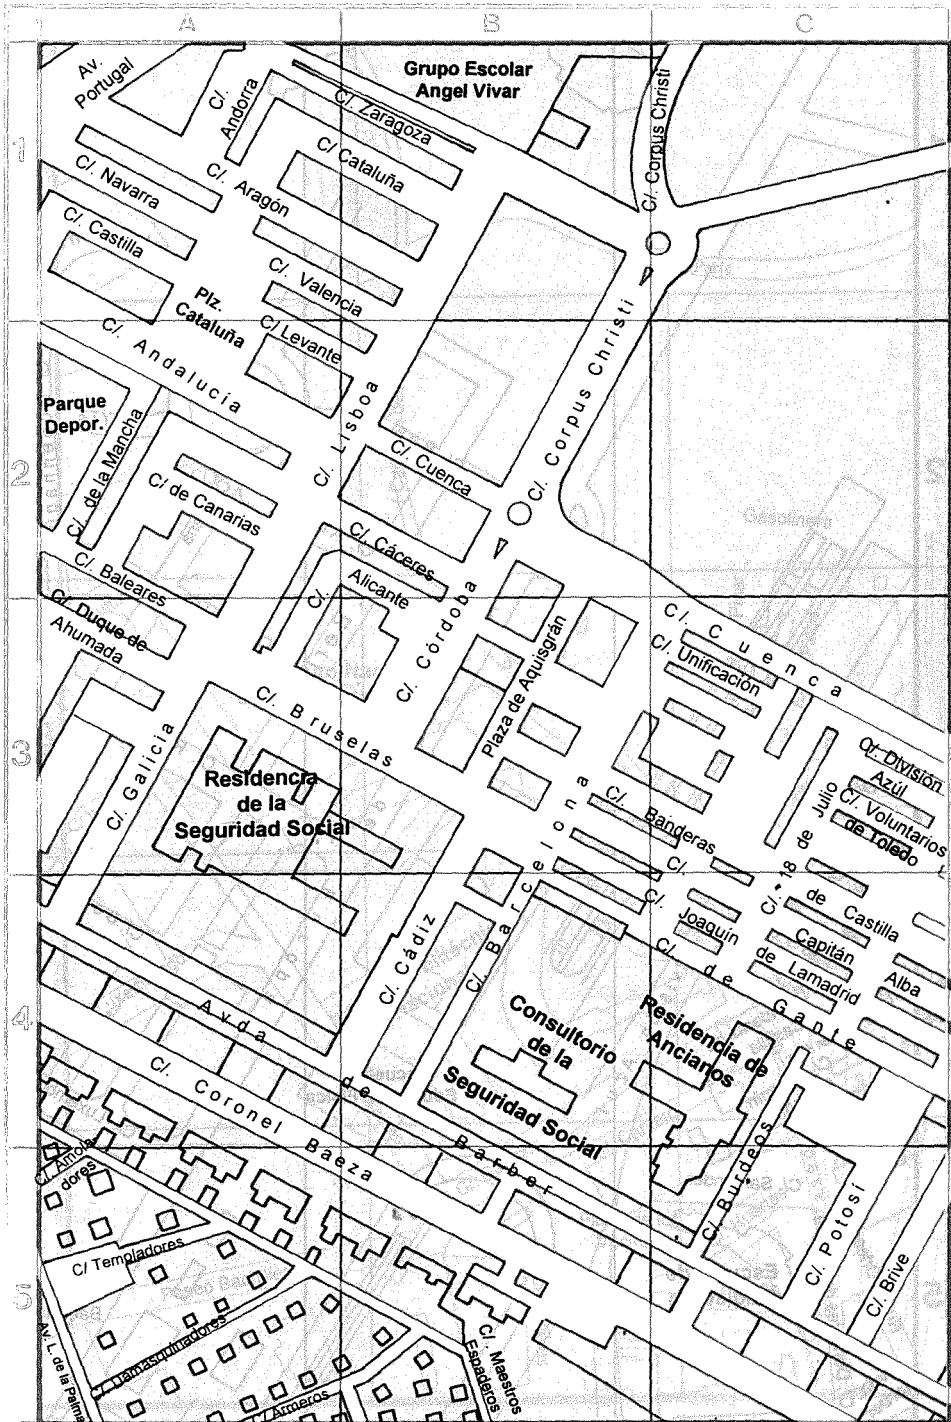 A
B
C
1
2
3
4
5
Av.
Portugal
C/.
Andorra
C/. Zaragoza
Grupo Escolar
Angel Vivar
C/. Corpus Christi
C/ Cataluña
C/. Navarra
C/. Aragón
C/. Castilla
C/. Valencia
Plz.
Cataluña
C/ Levante
C/. Andalucía
C/. Corpus Christi
Parque
Depor.
C/. de la Mancha
C/. Lisboa
C/. Cuenca
C/ de Canarias
Gasolinera
C/. Cáceres
C/. Baleares
C/. Alicante
C/. Duque de
Ahumada
C/. Córdoba
Plaza de Aquisgrán
C/. Cuenca
C/. Unificación
C/. Bruselas
C/. Galicia
Residencia
de la
Seguridad Social
C/. División
Azúl
C/. Voluntarios
de Toledo
C/. Banderas
de Castilla
C/. 18 de Julio
C/. Barcelona
C/. Joaquín
Capitán
de Lamadrid
Alba
C/. de Gante
C/. Cádiz
Consultorio
de la
Seguridad Social
Residencia de
Ancianos
Avda de Barber
C/. Coronel Baeza
C/. Amola
dores
C/. Burdeos
C/. Potosi
C/. Brive
C/ Templadores
C/ Damasquinadores
C/ Armeros
C/. Maestros
Espaderos
Av. L. de la Palma